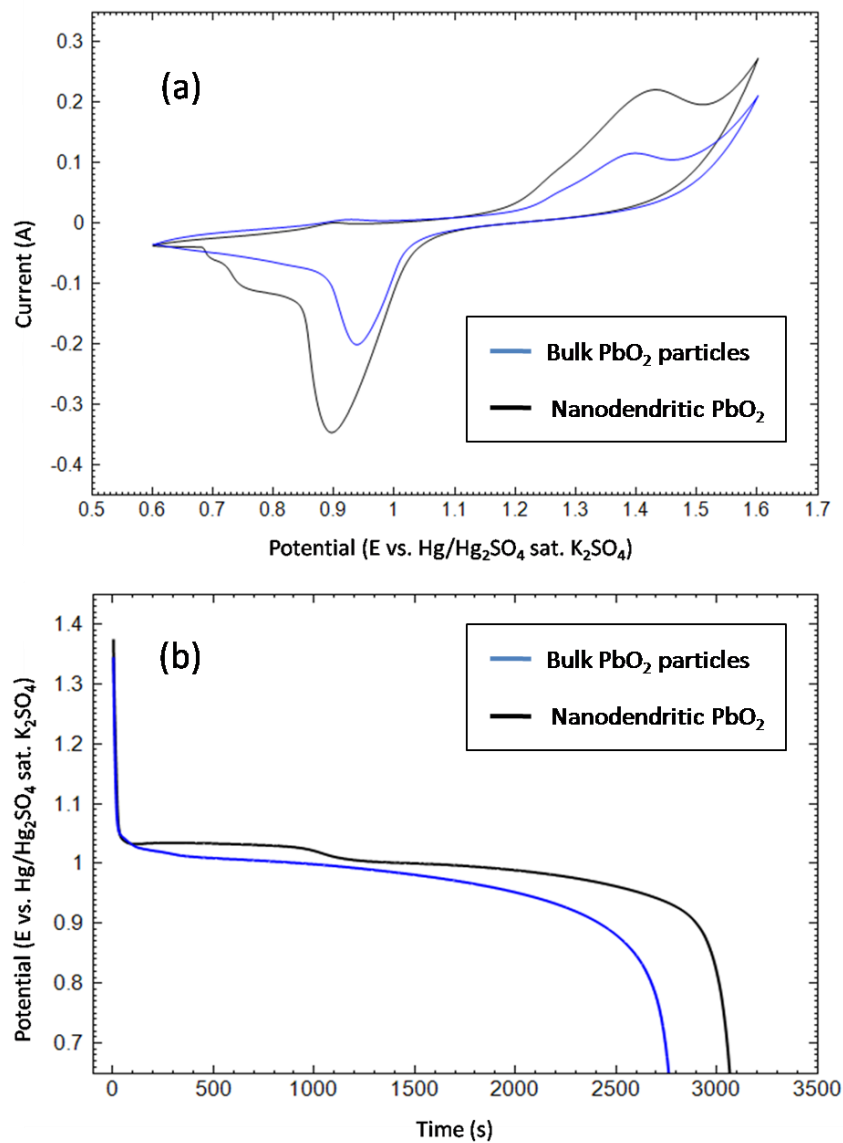 (a)
0.3
0.2
0.1
0
-0.1
-0.2
-0.3
-0.4
Current (A)
Bulk PbO₂ particles
Nanodendritic PbO₂
0.5 0.6 0.7 0.8 0.9 1 1.1 1.2 1.3 1.4 1.5 1.6 1.7
Potential (E vs. Hg/Hg₂SO₄ sat. K₂SO₄)
(b)
1.4
1.3
1.2
1.1
1
0.9
0.8
0.7
Potential (E vs. Hg/Hg₂SO₄ sat. K₂SO₄)
Bulk PbO₂ particles
Nanodendritic PbO₂
0 500 1000 1500 2000 2500 3000 3500
Time (s)